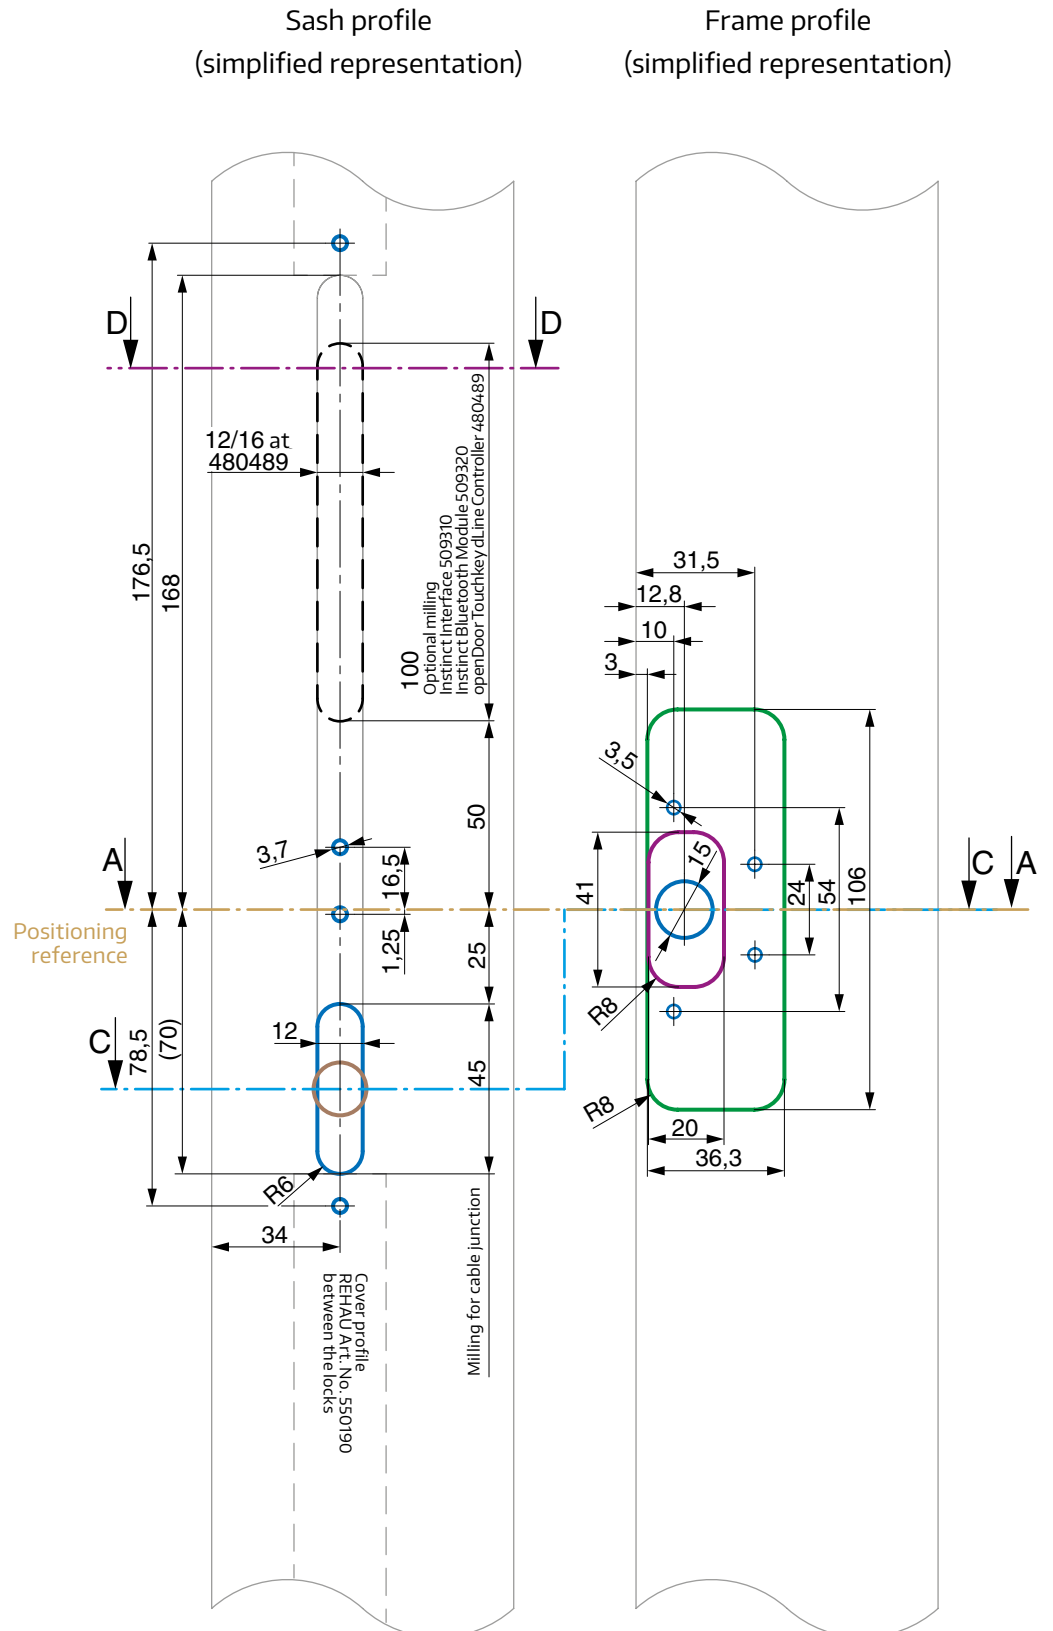 Sash profile
(simplified representation)
Frame profile
(simplified representation)
D
D
12/16 at
480489
176,5
168
100
Optional milling
Instinct Interface 509310
Instinct Bluetooth Module 509320
openDoor Touchkey dLine Controller 480489
31,5
12,8
10
3
3,5
50
3,7
16,5
15
A
C
A
41
24
54
106
Positioning
reference
1,25
25
R8
C
78,5
(70)
12
45
R8
20
36,3
R6
34
Milling for cable junction
Cover profile
REHAU Art. No. 550190
between the locks